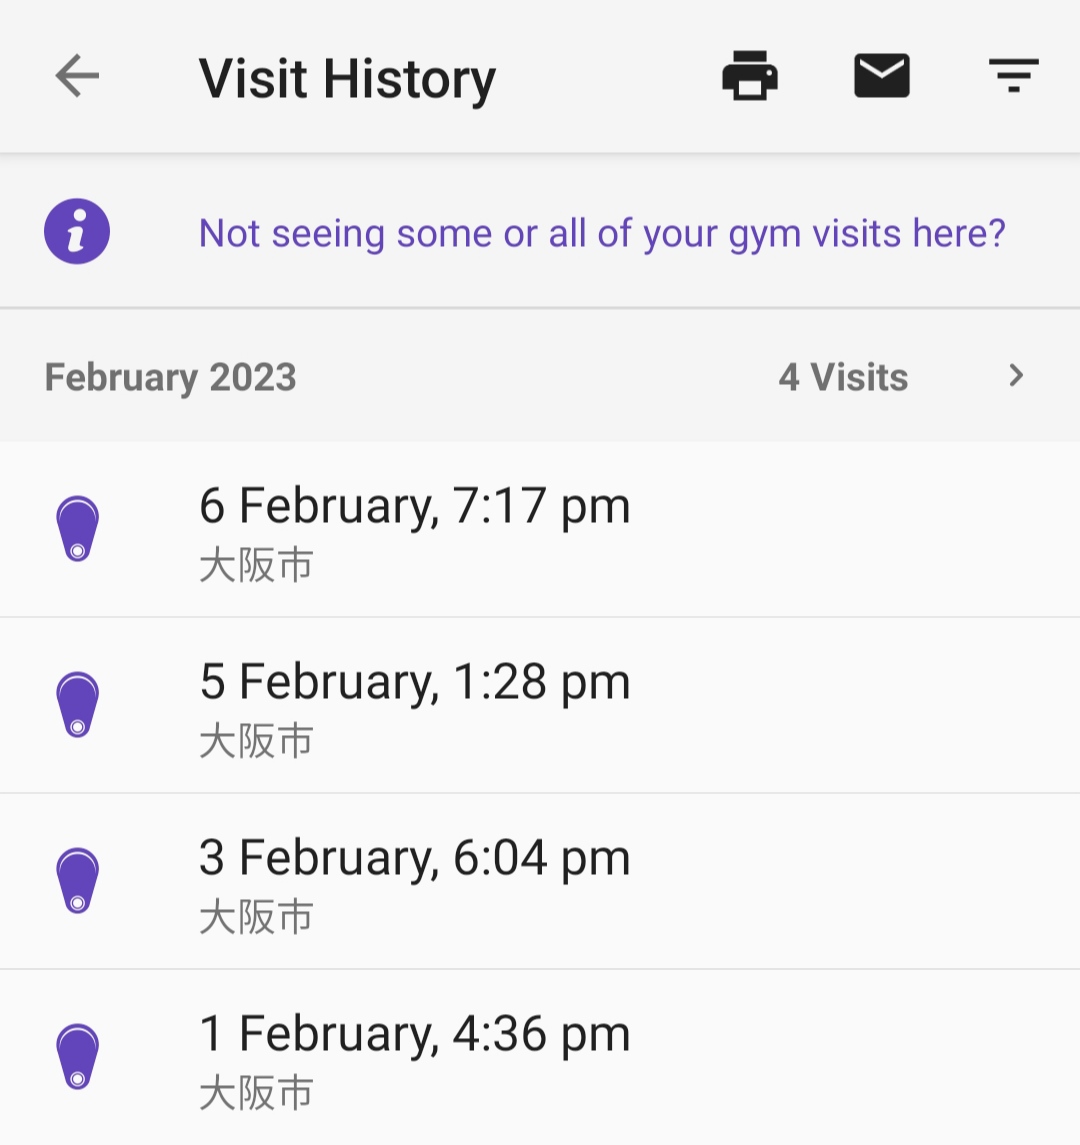 Visit History
Not seeing some or all of your gym visits here?
February 2023 4 Visits
6 February, 7:17 pm
大阪市
5 February, 1:28 pm
大阪市
3 February, 6:04 pm
大阪市
1 February, 4:36 pm
大阪市